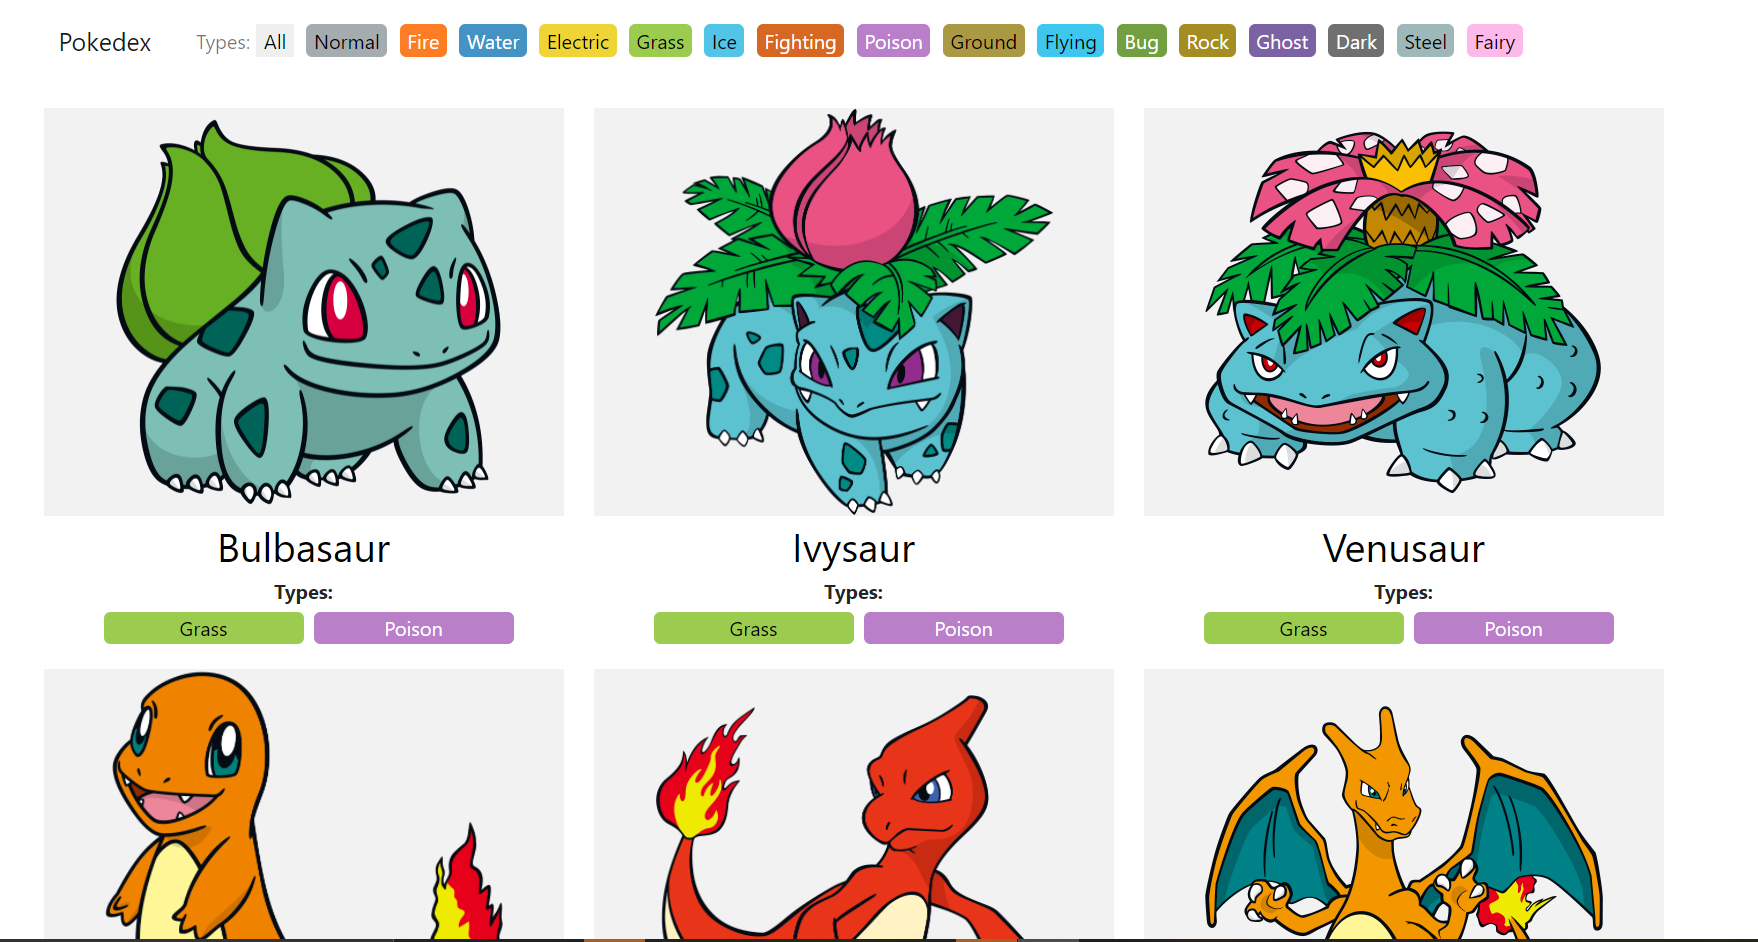 Pokedex Types: All Normal Fire Water Electric Grass Ice Fighting Poison Ground Flying Bug Rock Ghost Dark Steel Fairy
Bulbasaur
Types:
Grass Poison
Ivysaur
Types:
Grass Poison
Venusaur
Types:
Grass Poison